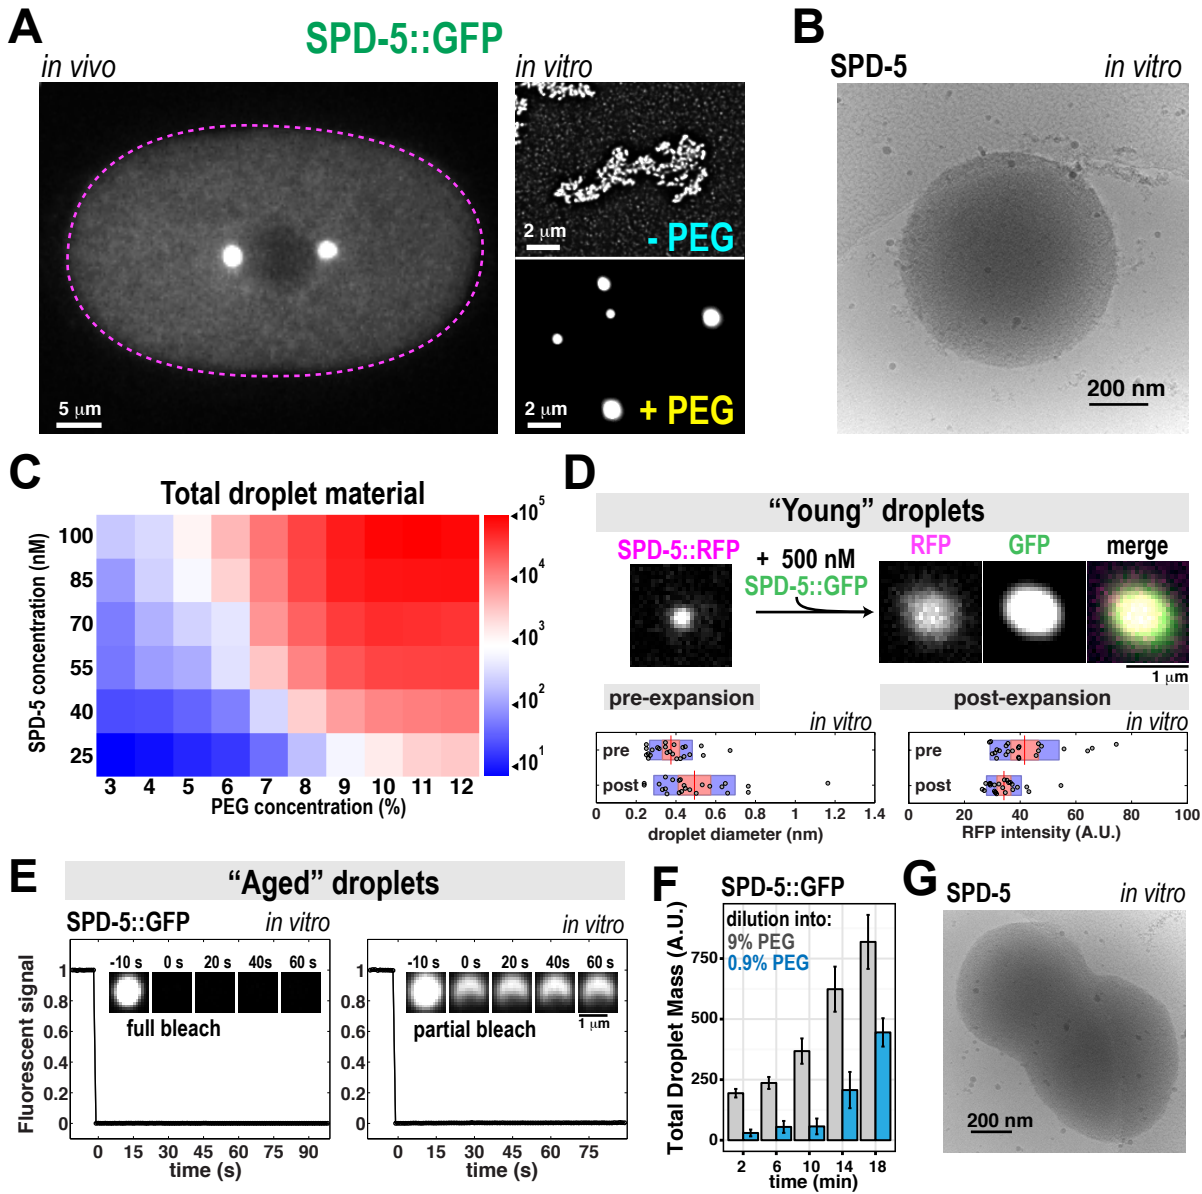 A
SPD-5::GFP
in vivo
in vitro
5 μm
2 μm
- PEG
2 μm
+ PEG
B
SPD-5
in vitro
200 nm
C
Total droplet material
SPD-5 concentration (nM)
100
85
70
55
40
25
3 4 5 6 7 8 9 10 11 12
PEG concentration (%)
10^5
10^4
10^3
10^2
10^1
D
“Young” droplets
SPD-5::RFP
+ 500 nM
SPD-5::GFP
RFP
GFP
merge
1 μm
pre-expansion
in vitro
pre
post
0 0.2 0.4 0.6 0.8 1 1.2 1.4
droplet diameter (nm)
post-expansion
in vitro
pre
post
0 20 40 60 80 100
RFP intensity (A.U.)
E
“Aged” droplets
SPD-5::GFP
in vitro
Fluorescent signal
1
0.8
0.6
0.4
0.2
0
-10 s 0 s 20 s 40s 60 s
full bleach
0 15 30 45 60 75 90
time (s)
in vitro
1
0.8
0.6
0.4
0.2
0
-10 s 0 s 20 s 40 s 60 s
1 μm
partial bleach
0 15 30 45 60 75
time (s)
F
SPD-5::GFP
Total Droplet Mass (A.U.)
dilution into:
9% PEG
0.9% PEG
750
500
250
0
2 6 10 14 18
time (min)
G
SPD-5
in vitro
200 nm